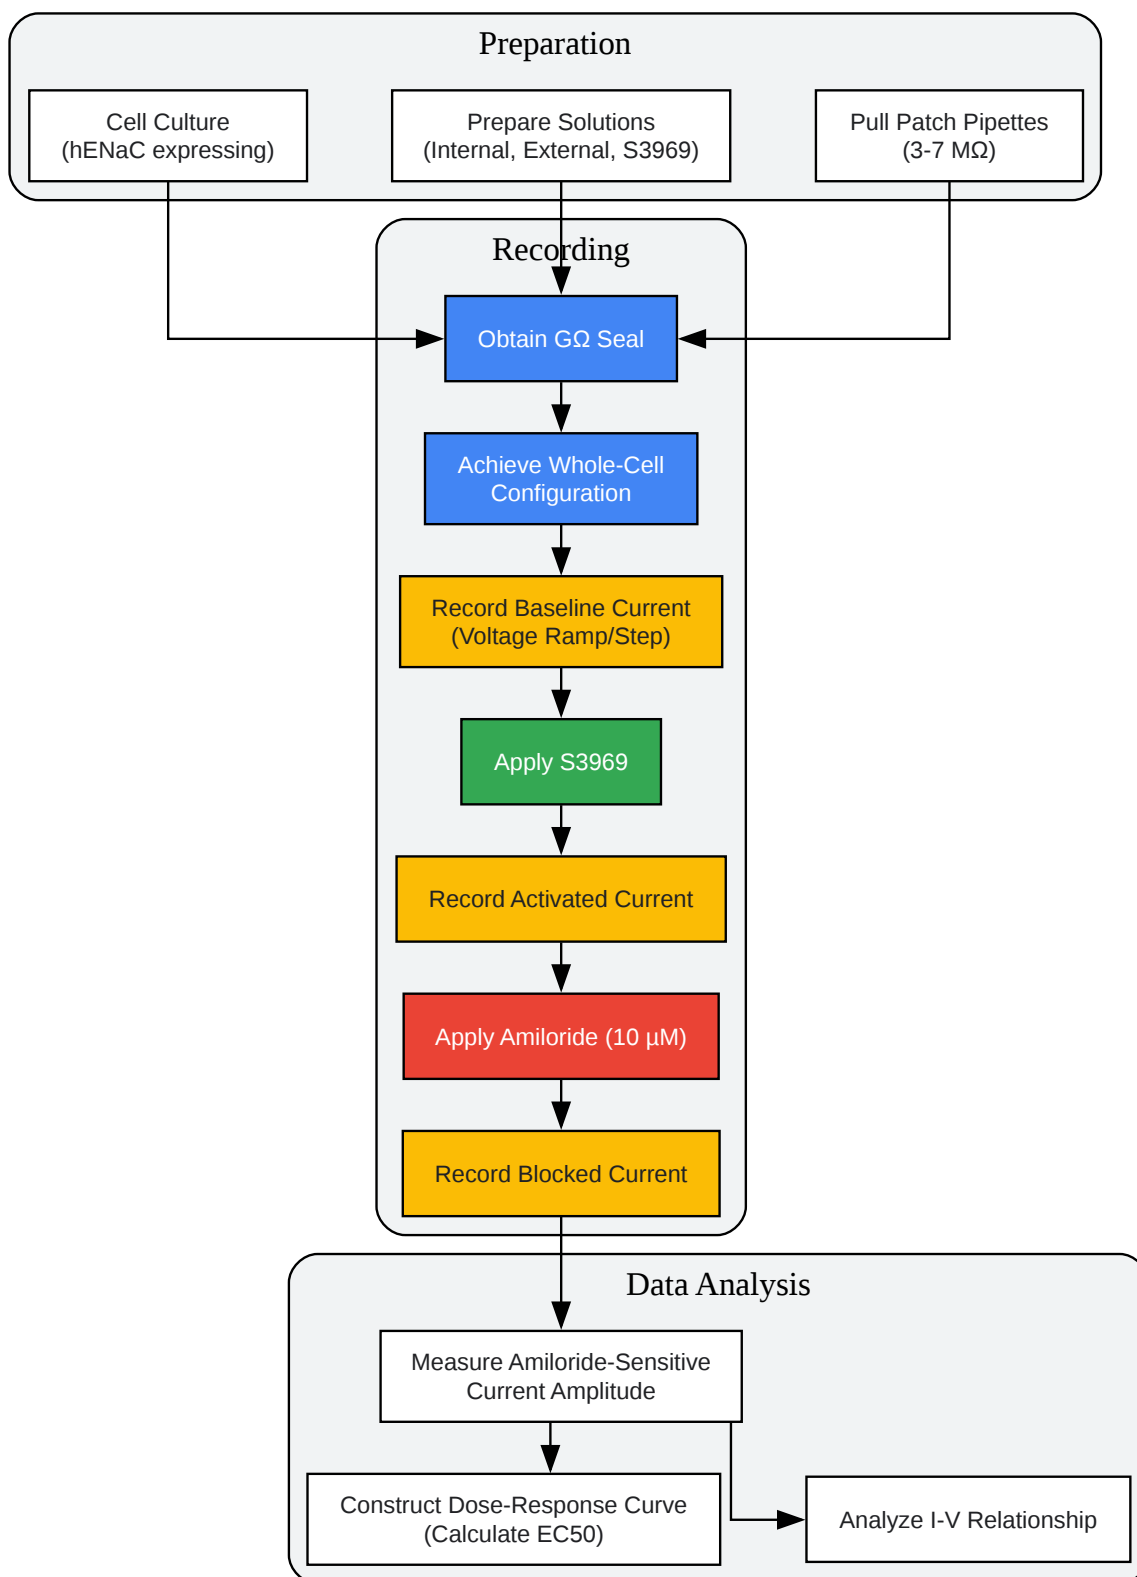 Preparation
Cell Culture
(hENaC expressing)
Prepare Solutions
(Internal, External, S3969)
Pull Patch Pipettes
(3-7 MΩ)
Recording
Obtain GΩ Seal
Achieve Whole-Cell
Configuration
Record Baseline Current
(Voltage Ramp/Step)
Apply S3969
Record Activated Current
Apply Amiloride (10 µM)
Record Blocked Current
Data Analysis
Measure Amiloride-Sensitive
Current Amplitude
Construct Dose-Response Curve
(Calculate EC50)
Analyze I-V Relationship